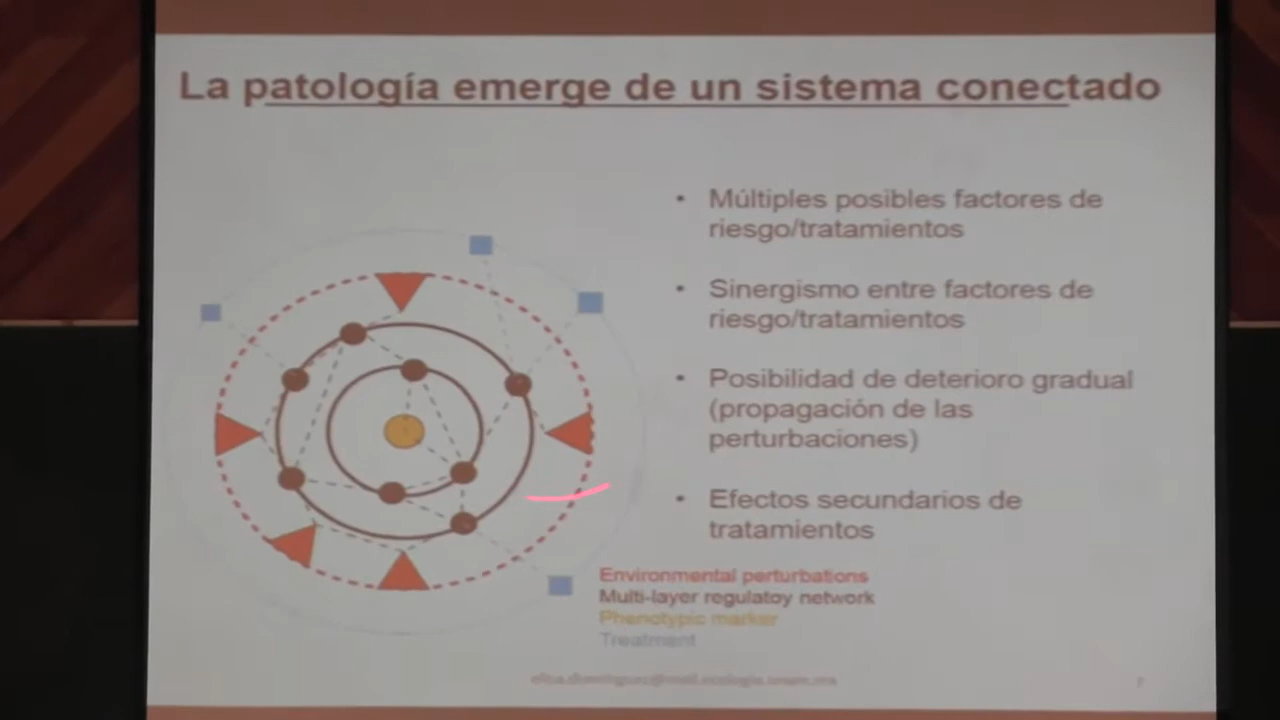 La patología emerge de un sistema conectado
• Múltiples posibles factores de
riesgo/tratamientos
• Sinergismo entre factores de
riesgo/tratamientos
• Posibilidad de deterioro gradual
(propagación de las
perturbaciones)
• Efectos secundarios de
tratamientos
Environmental perturbations
Multi-layer regulatoy network
Phenotypic marker
Treatment